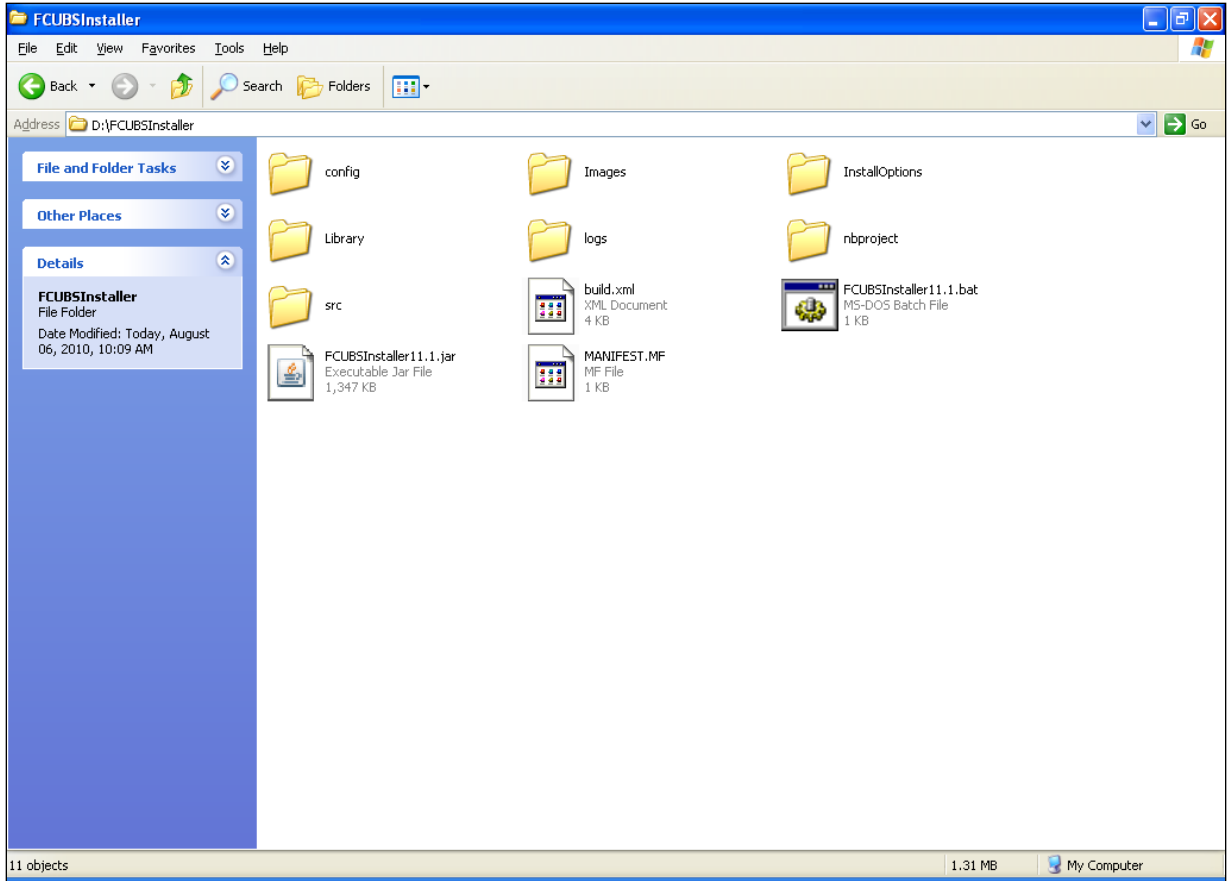 FCUBSInstaller
File Edit View Favorites Tools Help
Back Search Folders
Address D:\FCUBSInstaller Go
File and Folder Tasks
Other Places
Details
FCUBSInstaller
File Folder
Date Modified: Today, August
06, 2010, 10:09 AM
config
Images
InstallOptions
Library
logs
nbproject
src
build.xml
XML Document
4 KB
FCUBSInstaller11.1.bat
MS-DOS Batch File
1 KB
FCUBSInstaller11.1.jar
Executable Jar File
1,347 KB
MANIFEST.MF
MF File
1 KB
11 objects 1.31 MB My Computer